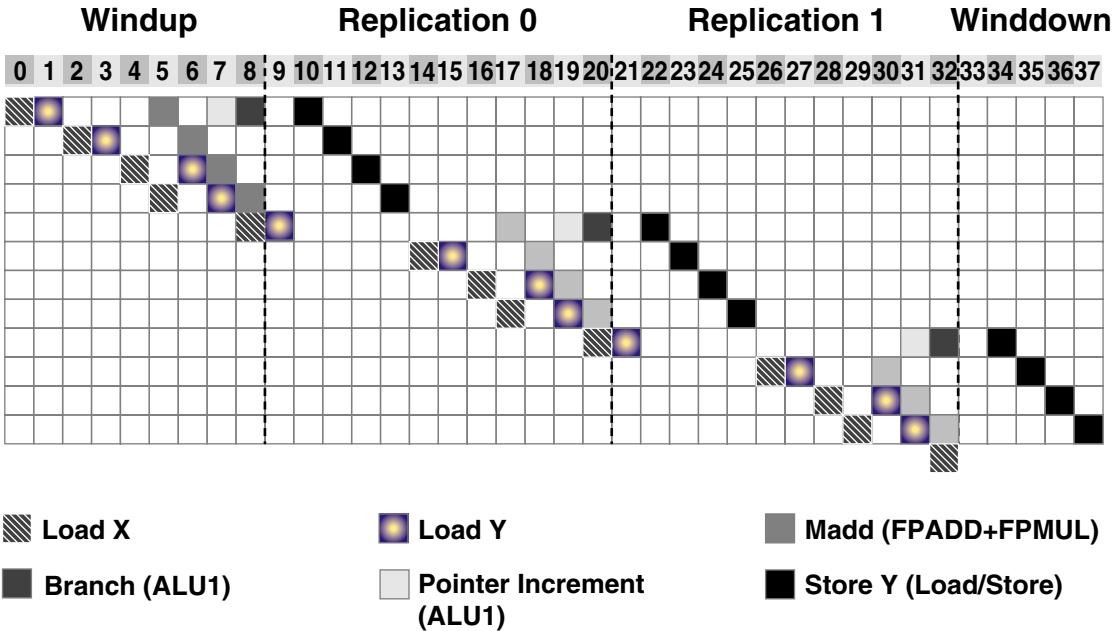 Windup Replication 0 Replication 1 Winddown
0 1 2 3 4 5 6 7 8 9 10 11 12 13 14 15 16 17 18 19 20 21 22 23 24 25 26 27 28 29 30 31 32 33 34 35 36 37
Load X Load Y Madd (FPADD+FPMUL)
Branch (ALU1) Pointer Increment Store Y (Load/Store)
(ALU1)